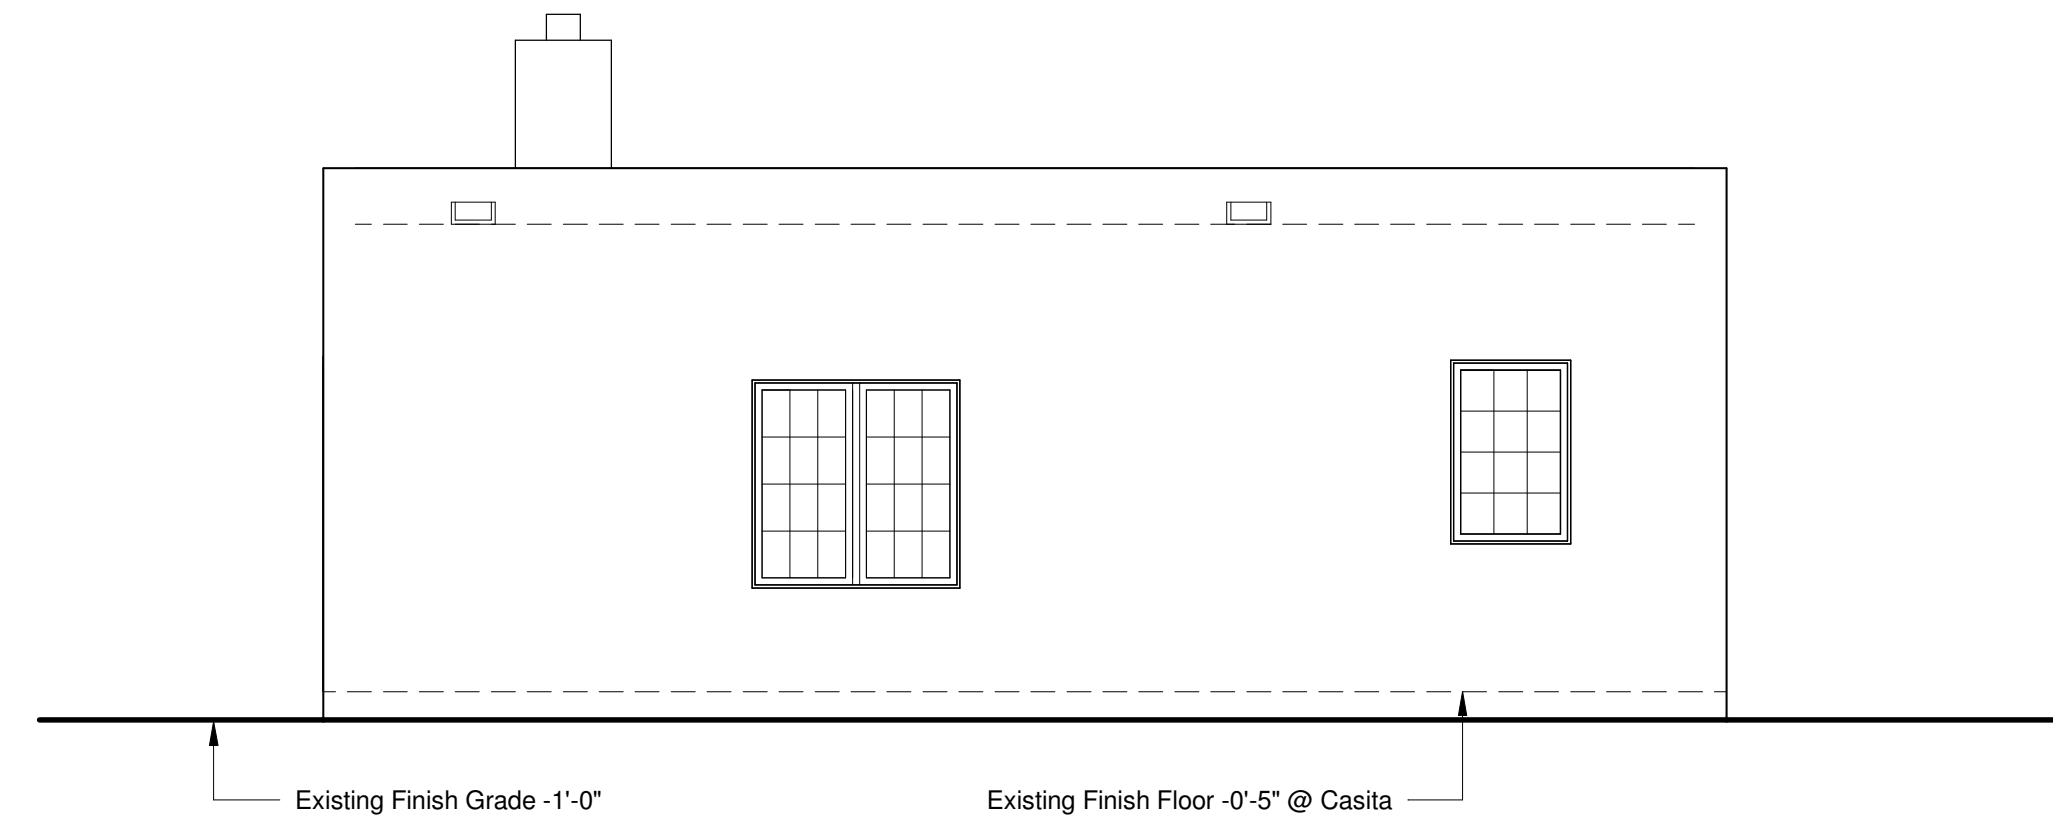 Existing Finish Grade -1'-0"
Existing Finish Floor -0'-5" @ Casita